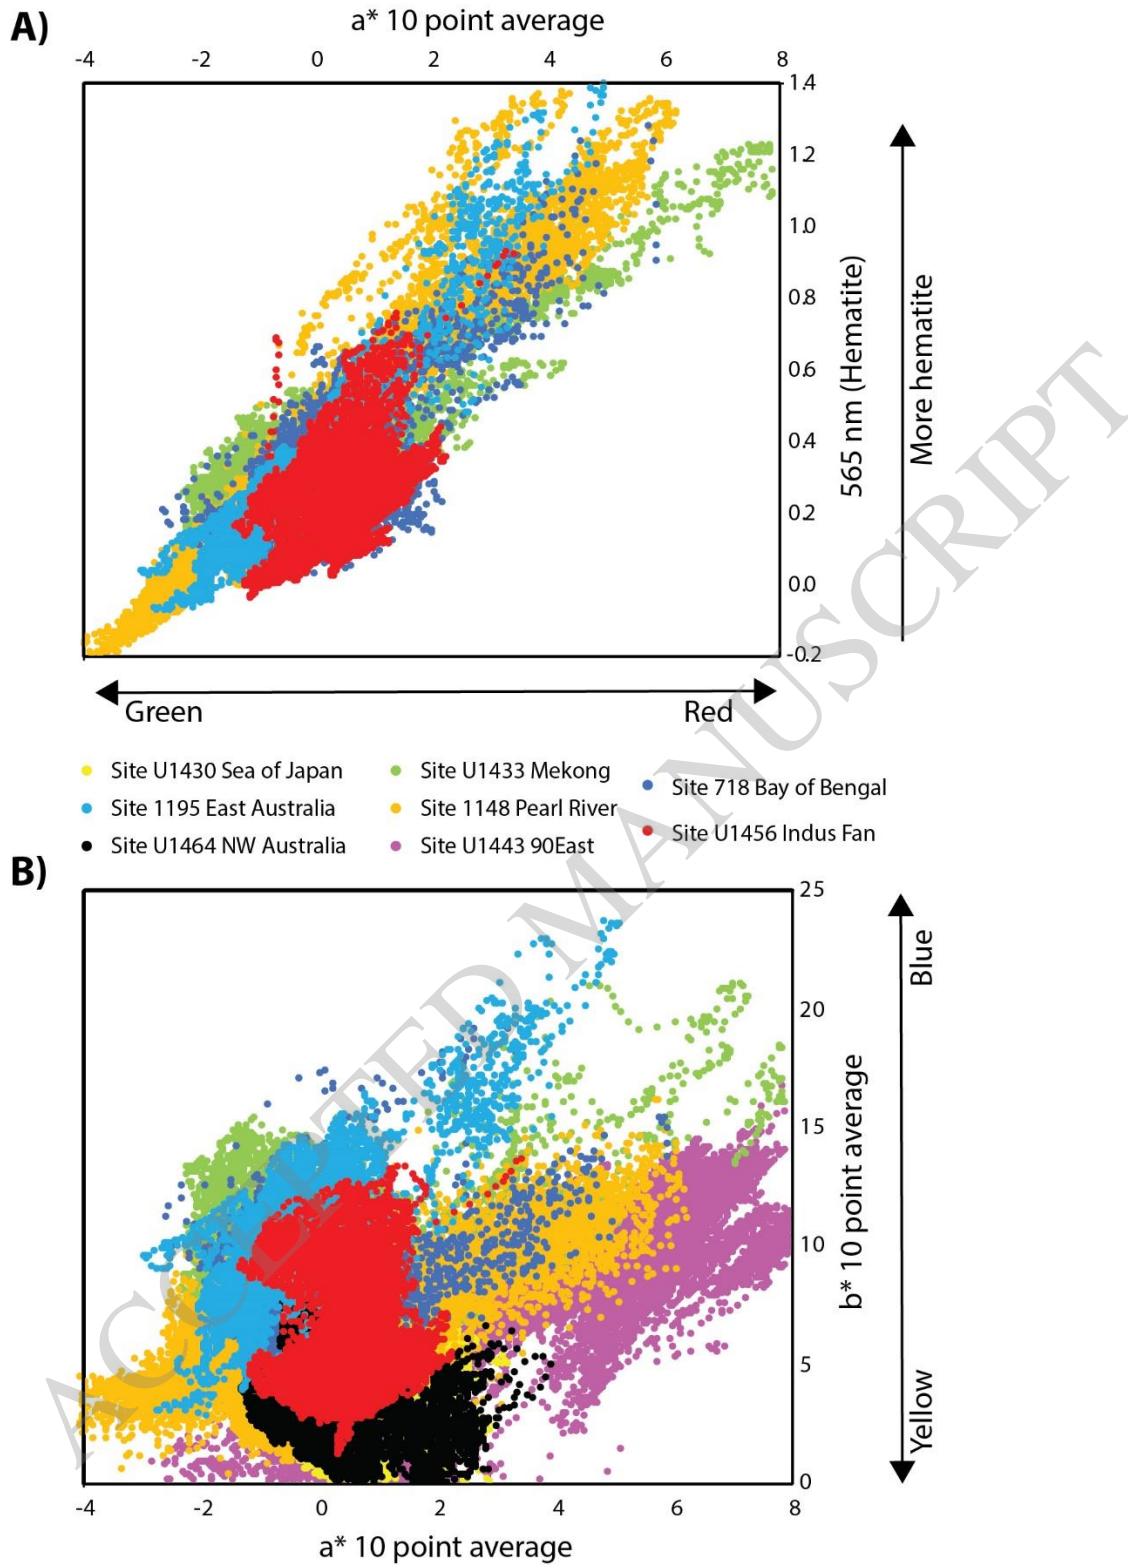 A)
a* 10 point average
-4 -2 0 2 4 6 8
1.4
1.2
1.0
0.8
0.6
0.4
0.2
0.0
-0.2
565 nm (Hematite)
More hematite
Green Red
Site U1430 Sea of Japan
Site 1195 East Australia
Site U1464 NW Australia
Site U1433 Mekong
Site 1148 Pearl River
Site U1443 90East
Site 718 Bay of Bengal
Site U1456 Indus Fan
B)
25
20
15
10
5
0
b* 10 point average
Blue
Yellow
-4 -2 0 2 4 6 8
a* 10 point average
ACCEPTED MANUSCRIPT